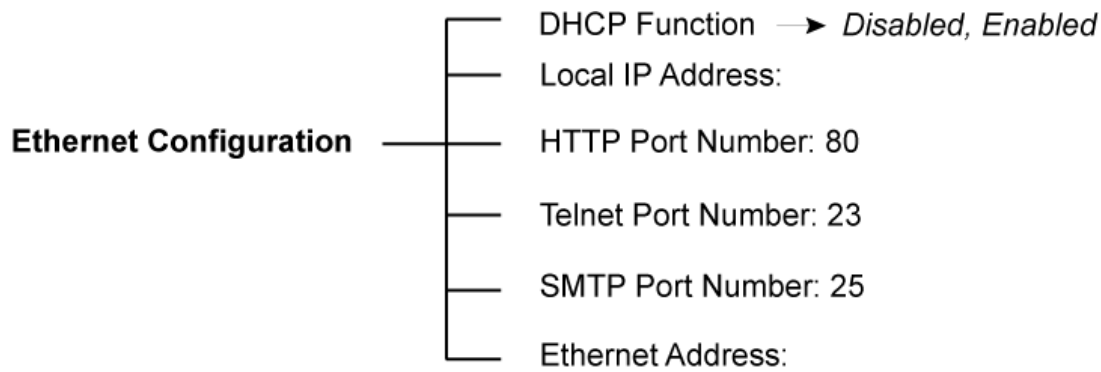 DHCP Function Disabled, Enabled
Local IP Address:
Ethernet Configuration
HTTP Port Number: 80
Telnet Port Number: 23
SMTP Port Number: 25
Ethernet Address: